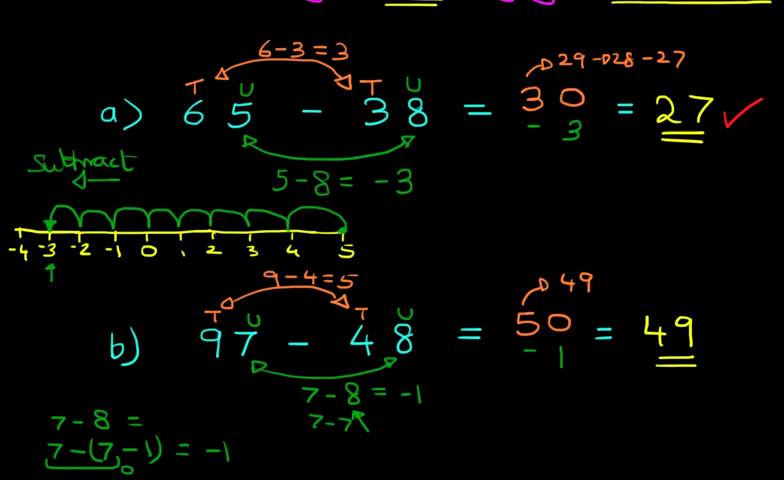 6-3=3
29→28-27
T U T U
a) 65 - 38 = 30 = 27 ✓
- 3
subtract
5-8 = -3
-4 -3 -2 -1 0 1 2 3 4 5
9-4=5
49
T U T U
b) 97 - 48 = 50 = 49
- 1
7-8 = -1
7-7
7-8 =
7-(7,-1) = -1
0